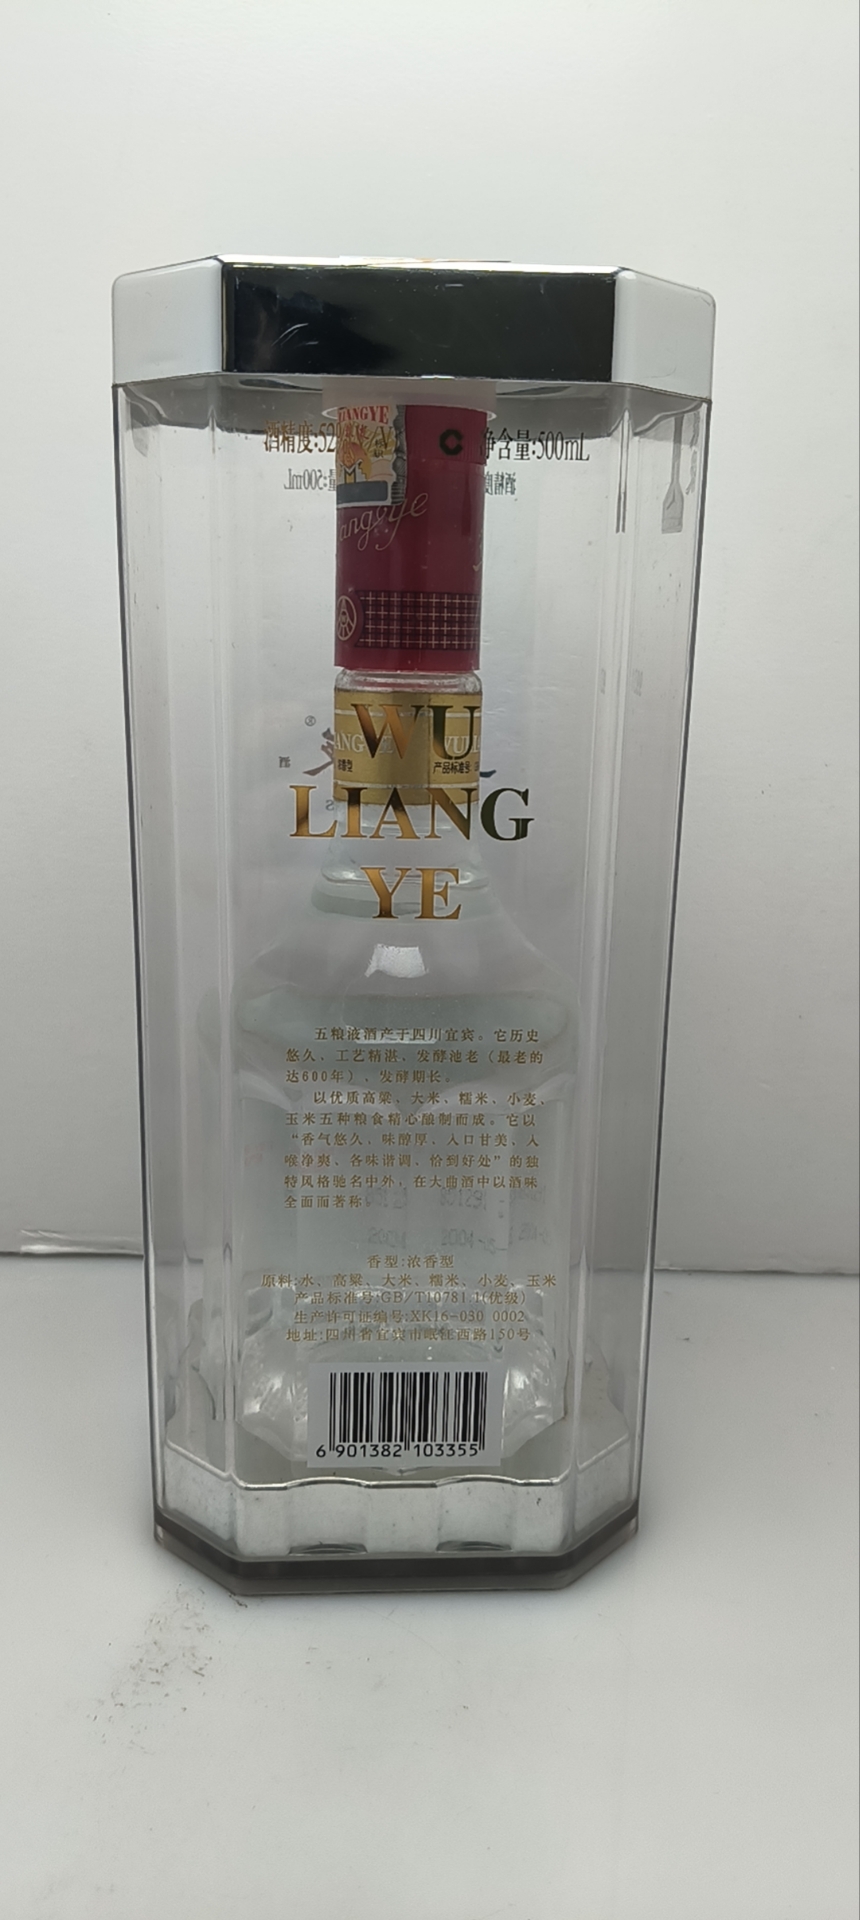 IANGYE
酒精度:52
净含量:500mL
angye
WU
LIANG
YE
产品标准号
五粮液酒产于四川宜宾。它历史
悠久、工艺精湛、发酵池老（最老的
达600年）、发酵期长。
以优质高粱、大米、糯米、小麦、
玉米五种粮食精心酿制而成。它以
“香气悠久、味醇厚、入口甘美、入
喉净爽、各味谐调、恰到好处”的独
特风格驰名中外，在大曲酒中以酒味
全面而著称
香型:浓香型
原料:水、高粱、大米、糯米、小麦、玉米
产品标准号:GB/T10781.1(优级)
生产许可证编号:XK16-030 0002
地址:四川省宜宾市岷江西路150号
6 901382 103355